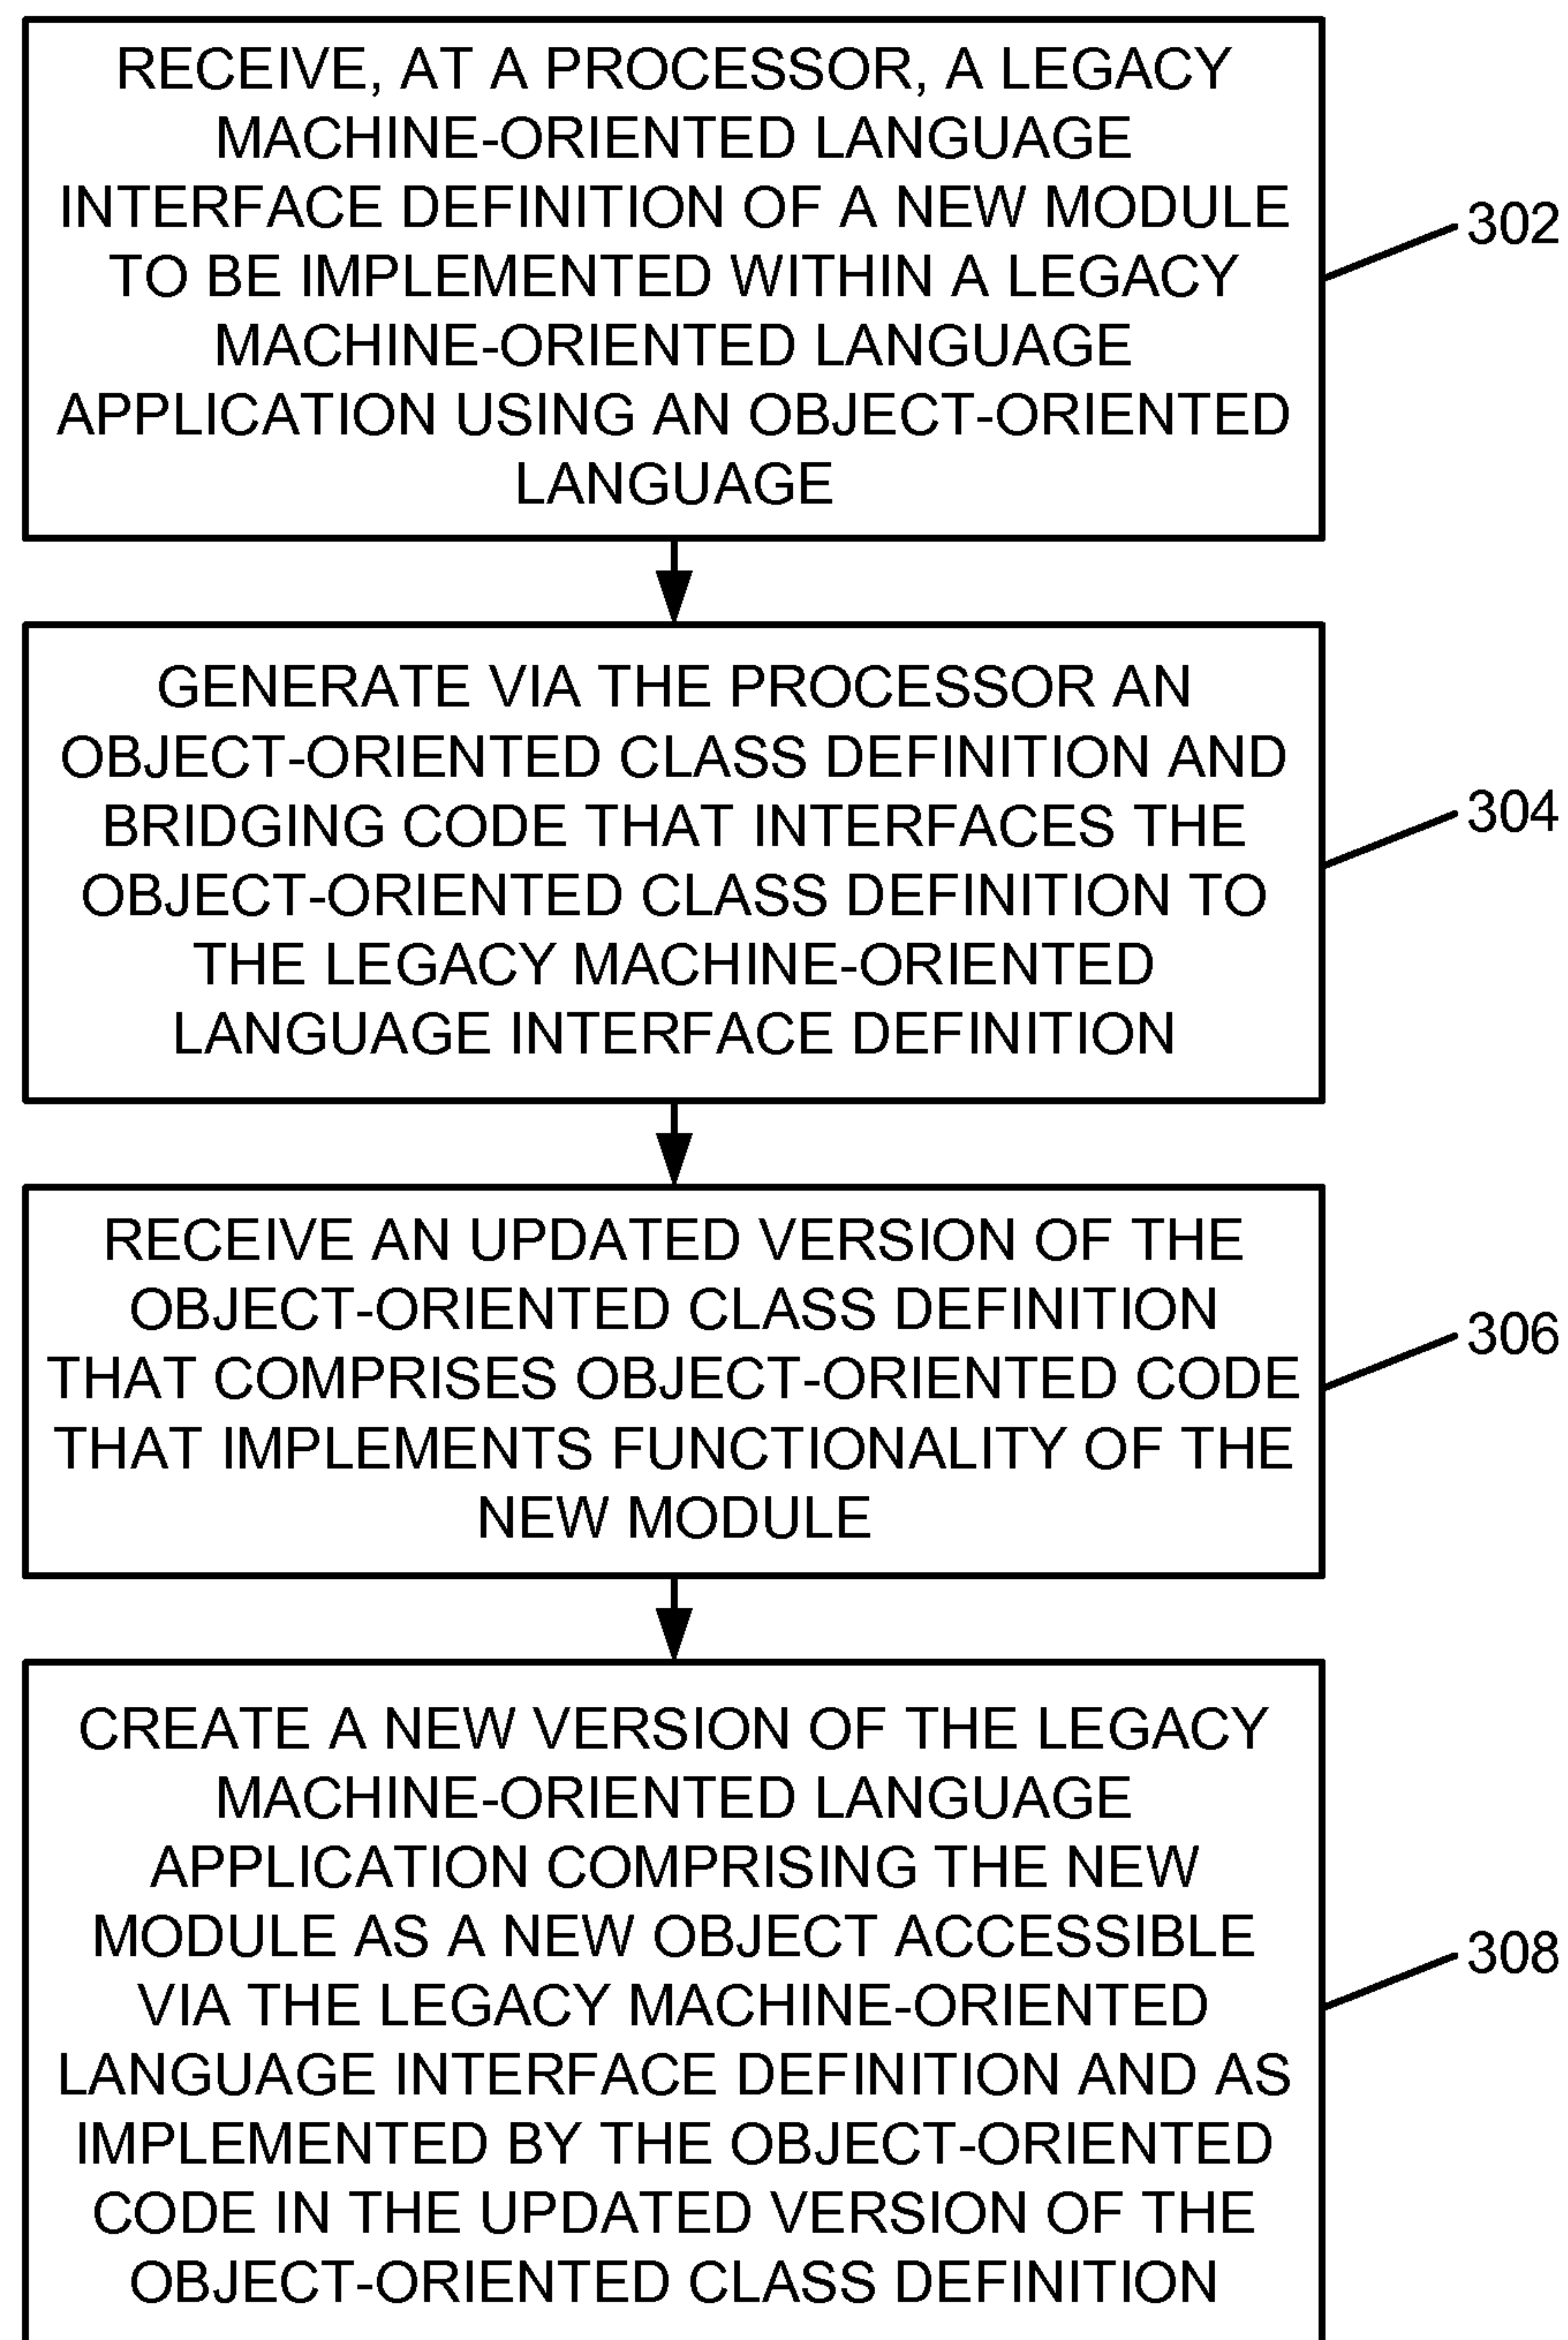 RECEIVE, AT A PROCESSOR, A LEGACY
MACHINE-ORIENTED LANGUAGE
INTERFACE DEFINITION OF A NEW MODULE
TO BE IMPLEMENTED WITHIN A LEGACY
MACHINE-ORIENTED LANGUAGE
APPLICATION USING AN OBJECT-ORIENTED
LANGUAGE
302
GENERATE VIA THE PROCESSOR AN
OBJECT-ORIENTED CLASS DEFINITION AND
BRIDGING CODE THAT INTERFACES THE
OBJECT-ORIENTED CLASS DEFINITION TO
THE LEGACY MACHINE-ORIENTED
LANGUAGE INTERFACE DEFINITION
304
RECEIVE AN UPDATED VERSION OF THE
OBJECT-ORIENTED CLASS DEFINITION
THAT COMPRISES OBJECT-ORIENTED CODE
THAT IMPLEMENTS FUNCTIONALITY OF THE
NEW MODULE
306
CREATE A NEW VERSION OF THE LEGACY
MACHINE-ORIENTED LANGUAGE
APPLICATION COMPRISING THE NEW
MODULE AS A NEW OBJECT ACCESSIBLE
VIA THE LEGACY MACHINE-ORIENTED
LANGUAGE INTERFACE DEFINITION AND AS
IMPLEMENTED BY THE OBJECT-ORIENTED
CODE IN THE UPDATED VERSION OF THE
OBJECT-ORIENTED CLASS DEFINITION
308